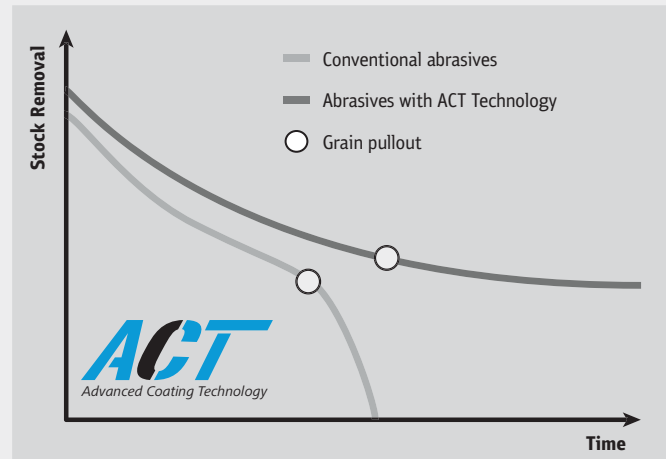 Stock Removal
Conventional abrasives
Abrasives with ACT Technology
Grain pullout
ACT
Advanced Coating Technology
Time